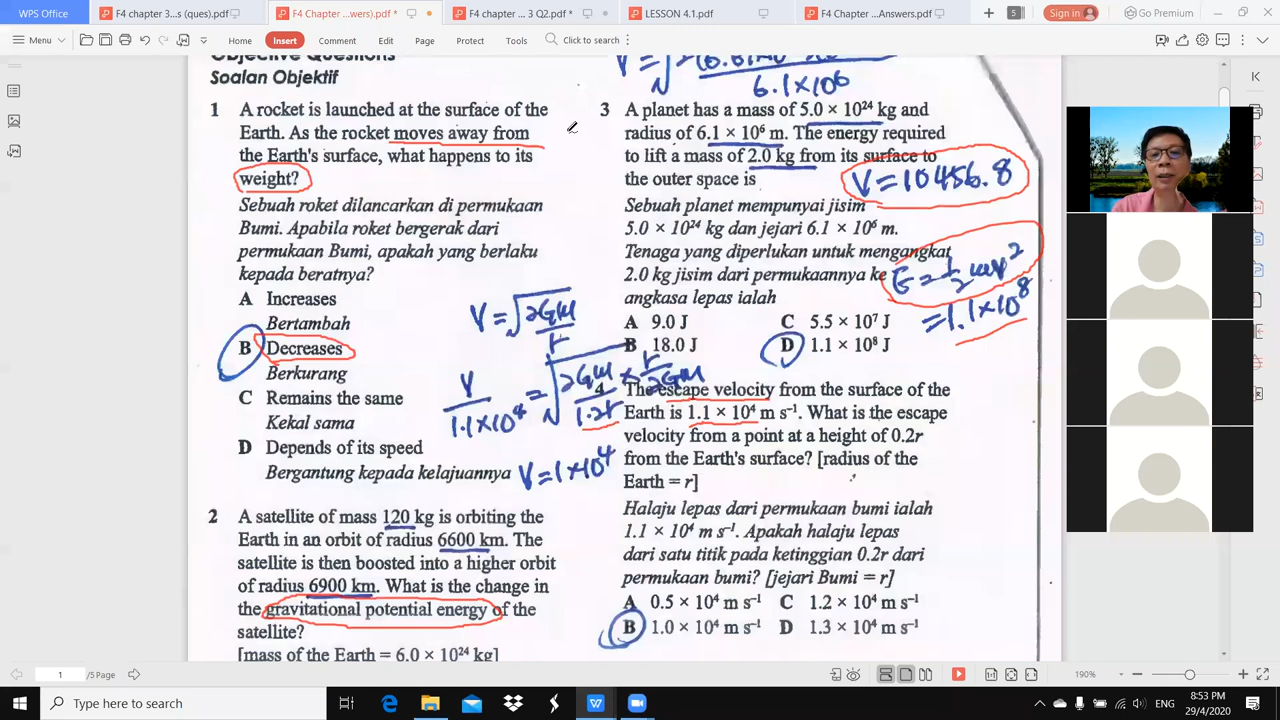 WPS Office
F4 chapter 3...s (ques).pdf
F4 Chapter ...wers).pdf *
F4 Chapter ... 3 Q2.pdf *
LESSON 4.1.pdf
F4 Chapter ...Answers.pdf
Sign in
Go Premium
Menu
Home
Insert
Comment
Edit
Page
Protect
Tools
Click to search
Objective Questions
Soalan Objektif
1 A rocket is launched at the surface of the
Earth. As the rocket moves away from
the Earth's surface, what happens to its
weight?
Sebuah roket dilancarkan di permukaan
Bumi. Apabila roket bergerak dari
permukaan Bumi, apakah yang berlaku
kepada beratnya?
A Increases
Bertambah
B Decreases
Berkurang
C Remains the same
Kekal sama
D Depends of its speed
Bergantung kepada kelajuannya
2 A satellite of mass 120 kg is orbiting the
Earth in an orbit of radius 6600 km. The
satellite is then boosted into a higher orbit
of radius 6900 km. What is the change in
the gravitational potential energy of the
satellite?
[mass of the Earth = 6.0 × 10²⁴ kg]
V = √2GM/r
V/1.1×10⁴ = √2GM/1.2r × r/2GM
V = 1×10⁴
6.1×10⁶
3 A planet has a mass of 5.0 × 10²⁴ kg and
radius of 6.1 × 10⁶ m. The energy required
to lift a mass of 2.0 kg from its surface to
the outer space is
V = 10456.8
Sebuah planet mempunyai jisim
5.0 × 10²⁴ kg dan jejari 6.1 × 10⁶ m.
Tenaga yang diperlukan untuk mengangkat
2.0 kg jisim dari permukaannya ke
angkasa lepas ialah
E = ½mv²
= 1.1×10⁸
A 9.0 J C 5.5 × 10⁷ J
B 18.0 J D 1.1 × 10⁸ J
4 The escape velocity from the surface of the
Earth is 1.1 × 10⁴ m s⁻¹. What is the escape
velocity from a point at a height of 0.2r
from the Earth's surface? [radius of the
Earth = r]
Halaju lepas dari permukaan bumi ialah
1.1 × 10⁴ m s⁻¹. Apakah halaju lepas
dari satu titik pada ketinggian 0.2r dari
permukaan bumi? [jejari Bumi = r]
A 0.5 × 10⁴ m s⁻¹ C 1.2 × 10⁴ m s⁻¹
B 1.0 × 10⁴ m s⁻¹ D 1.3 × 10⁴ m s⁻¹
1 /5 Page
190%
Type here to search
ENG
8:53 PM
29/4/2020